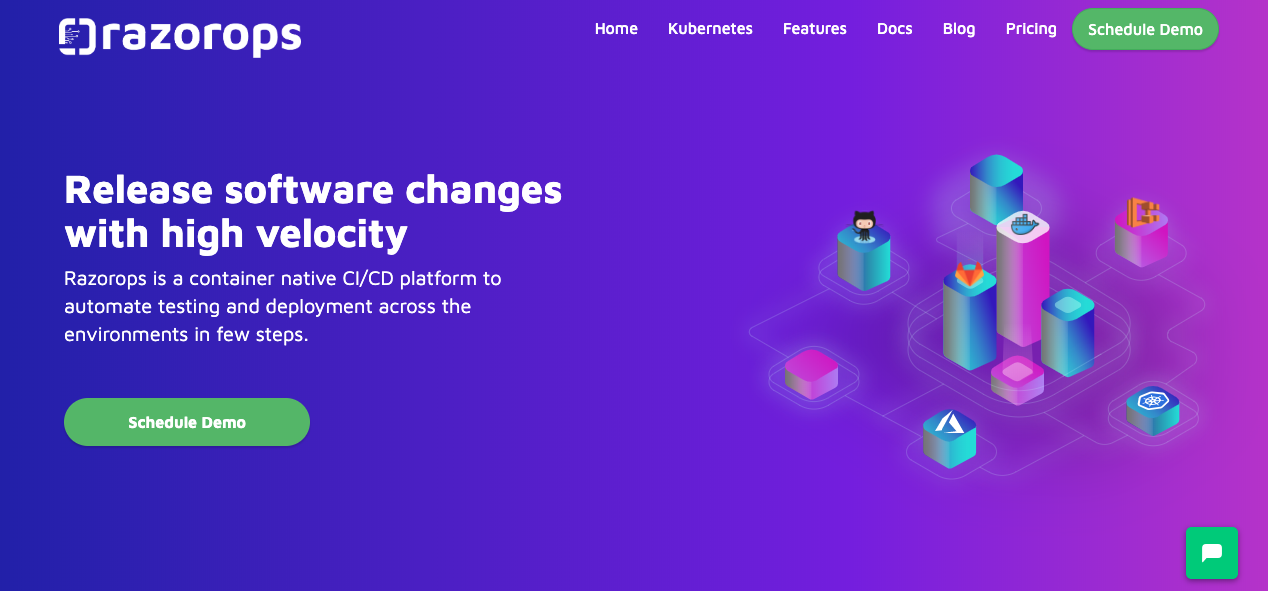 razorops
Home Kubernetes Features Docs Blog Pricing Schedule Demo
Release software changes
with high velocity
Razorops is a container native CI/CD platform to
automate testing and deployment across the
environments in few steps.
Schedule Demo